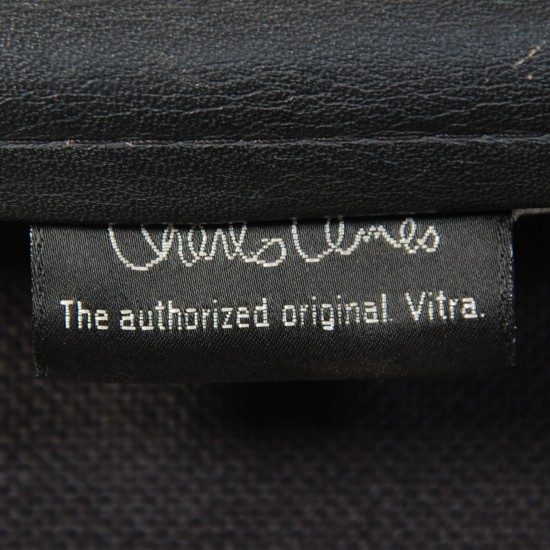 Charles Eames
The authorized original. Vitra.